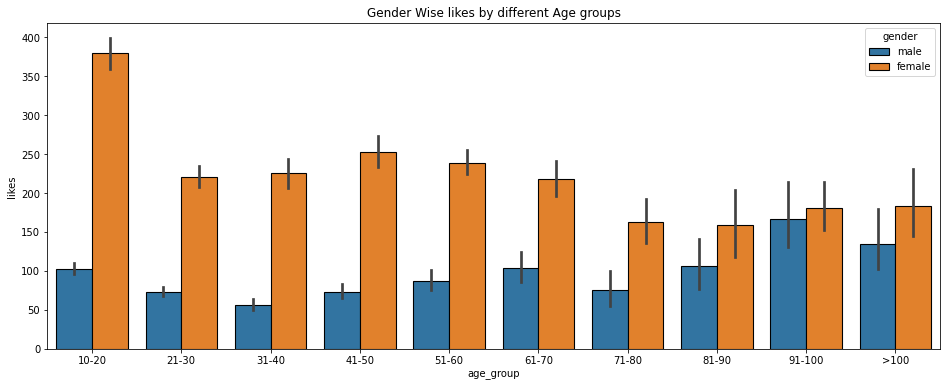 Gender Wise likes by different Age groups
gender
male
female
likes
400
350
300
250
200
150
100
50
0
10-20 21-30 31-40 41-50 51-60 61-70 71-80 81-90 91-100 >100
age_group